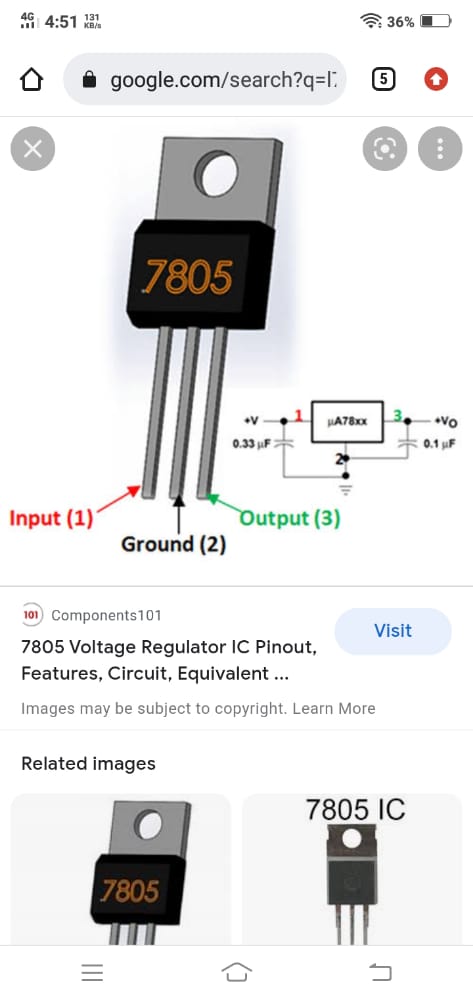 4G 4:51 131 KB/s 36%
google.com/search?q=l7
5
7805
+V 1 µA78xx 3 +Vo
0.33 µF 2 0.1 µF
Input (1) Output (3)
Ground (2)
101 Components101
Visit
7805 Voltage Regulator IC Pinout,
Features, Circuit, Equivalent ...
Images may be subject to copyright. Learn More
Related images
7805
7805 IC